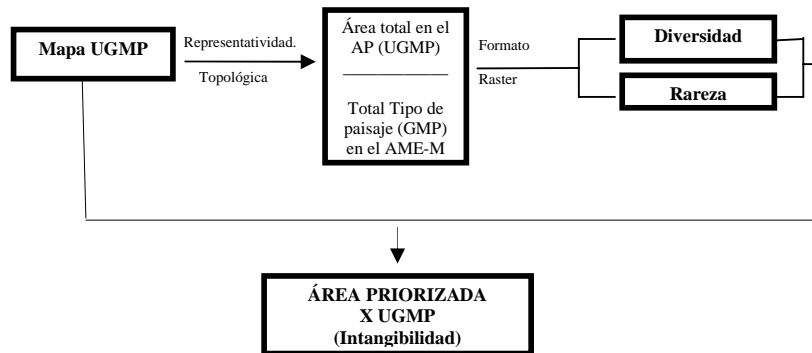 Mapa UGMP
Representatividad.
Topológica
Área total en el
AP (UGMP)
____________
Total Tipo de
paisaje (GMP)
en el AME-M
Formato
Raster
Diversidad
Rareza
ÁREA PRIORIZADA
X UGMP
(Intangibilidad)